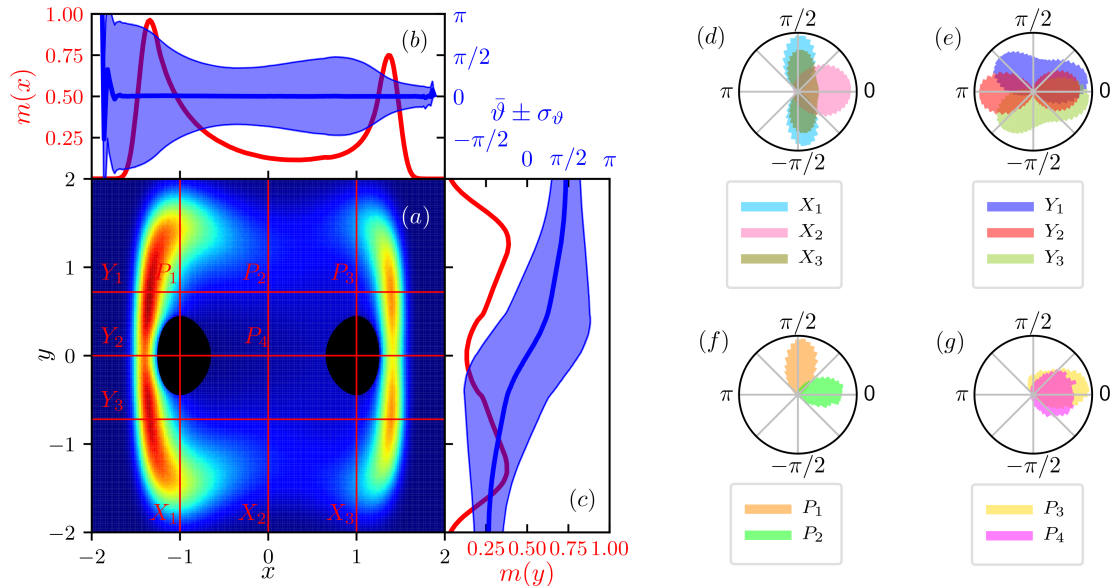 1.00
0.75
0.50
0.25
m(x)
(b)
π
π/2
0
−π/2
ϑ̄ ± σ_ϑ
0 π/2 π
2
1
0
−1
−2
y
(a)
Y₁ P₁ P₂ P₃
Y₂ P₄
Y₃
X₁ X₂ X₃
−2 −1 0 1 2
x
(c)
0.25 0.50 0.75 1.00
m(y)
(d)
π/2
π
0
−π/2
X₁
X₂
X₃
(e)
π/2
π
0
−π/2
Y₁
Y₂
Y₃
(f)
π/2
π
0
−π/2
P₁
P₂
(g)
π/2
π
0
−π/2
P₃
P₄